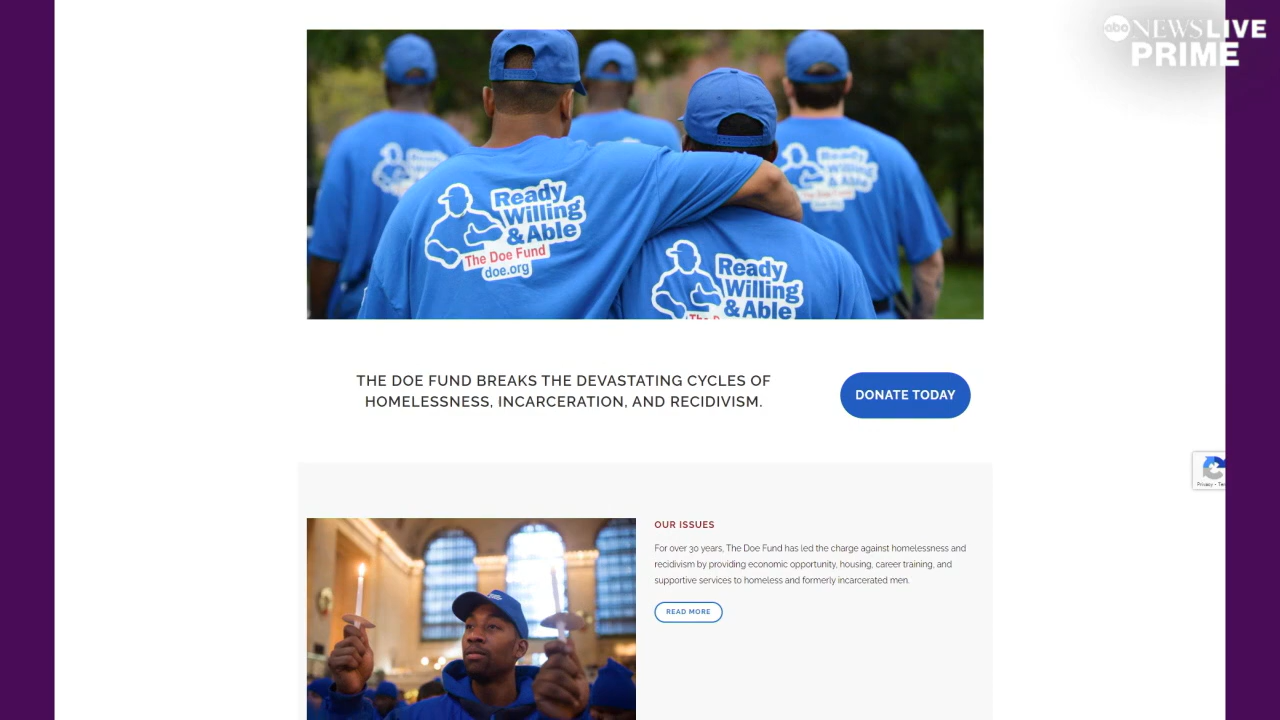 abc NEWS LIVE
PRIME
Ready
Willing
& Able
The Doe Fund
doe.org
Ready
Willing
& Able
Ready
Willing
& Able
THE DOE FUND BREAKS THE DEVASTATING CYCLES OF
HOMELESSNESS, INCARCERATION, AND RECIDIVISM.
DONATE TODAY
OUR ISSUES
For over 30 years, The Doe Fund has led the charge against homelessness and
recidivism by providing economic opportunity, housing, career training, and
supportive services to homeless and formerly incarcerated men.
READ MORE
Privacy -